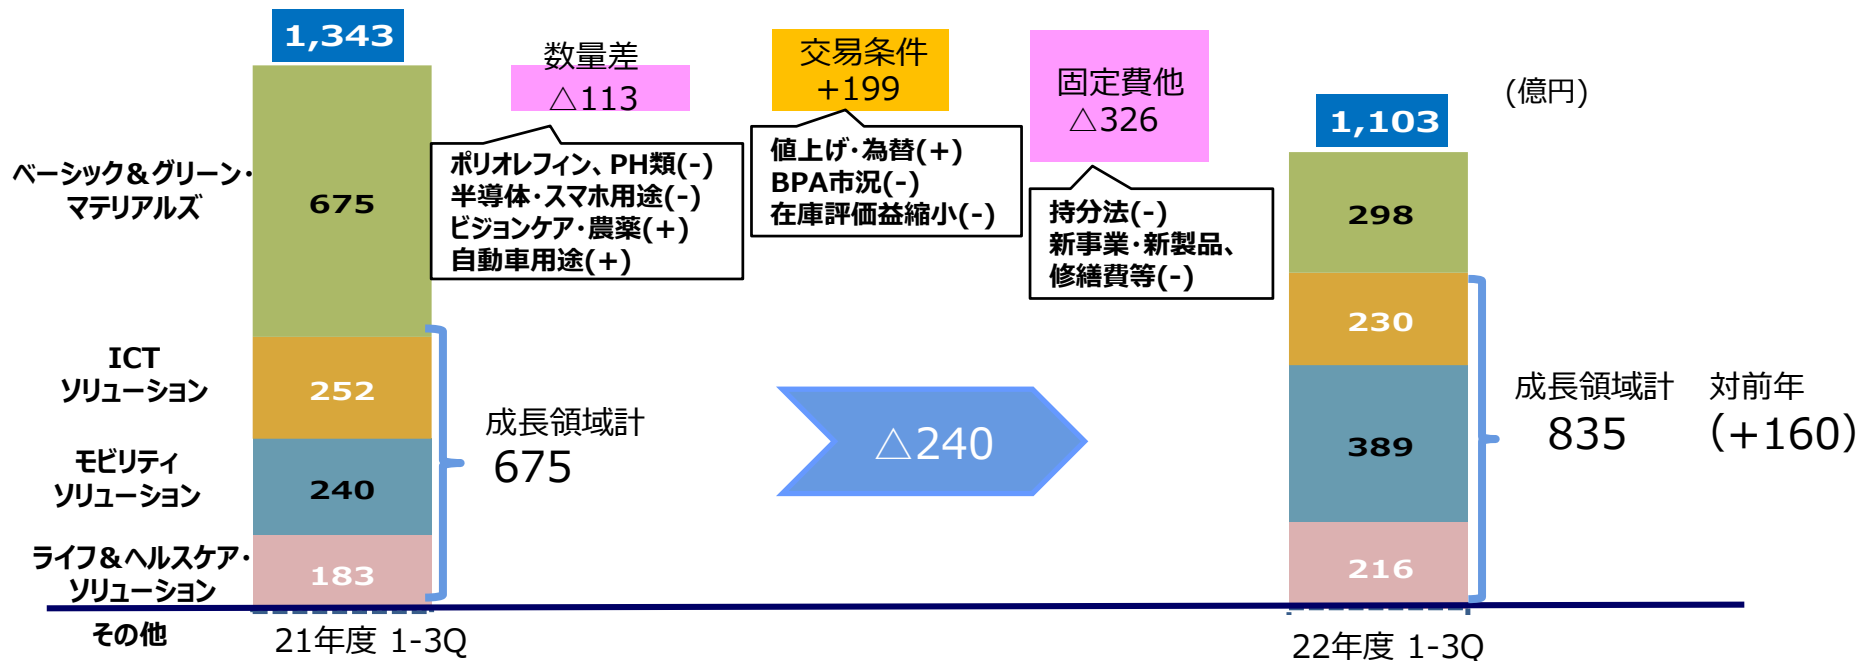 1,343
数量差
△113
交易条件
+199
固定費他
△326
(億円)
1,103
ポリオレフィン、PH類(-)
半導体・スマホ用途(-)
ビジョンケア・農薬(+)
自動車用途(+)
値上げ・為替(+)
BPA市況(-)
在庫評価益縮小(-)
持分法(-)
新事業・新製品、
修繕費等(-)
ベーシック&グリーン・
マテリアルズ
675
298
ICT
ソリューション
252
230
モビリティ
ソリューション
240
389
ライフ&ヘルスケア・
ソリューション
183
216
成長領域計
675
△240
成長領域計
835
対前年
(+160)
その他
21年度 1-3Q
22年度 1-3Q